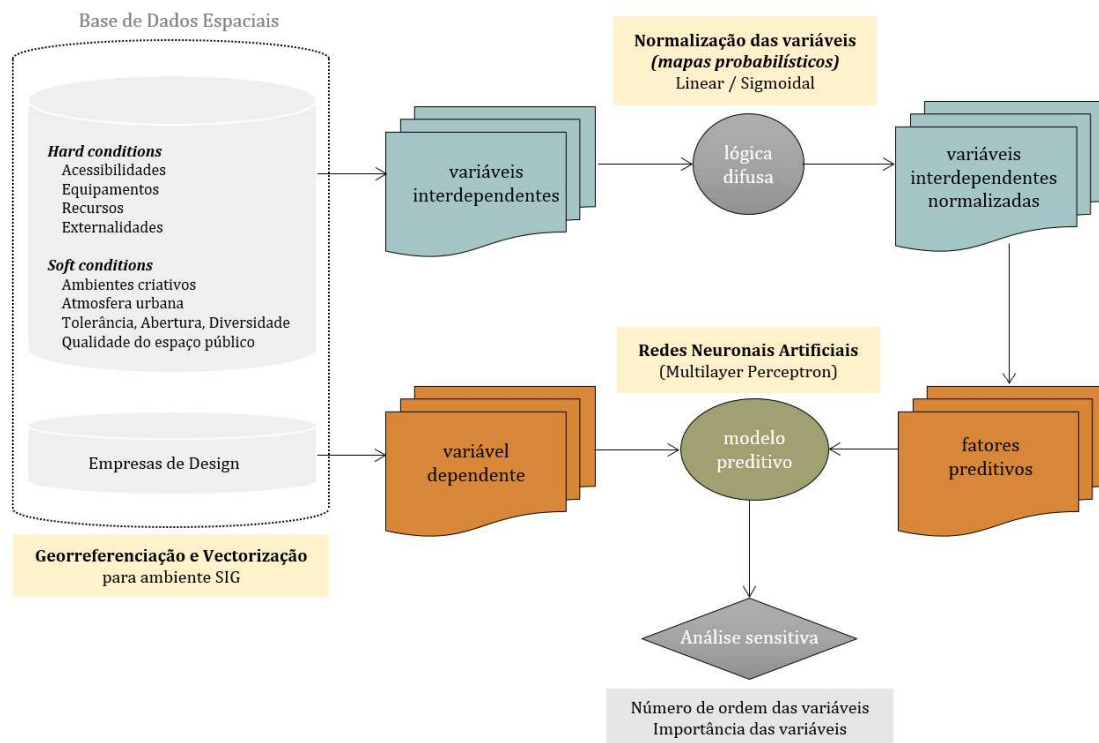 Base de Dados Espaciais
Hard conditions
Acessibilidades
Equipamentos
Recursos
Externalidades
Soft conditions
Ambientes criativos
Atmosfera urbana
Tolerância, Abertura, Diversidade
Qualidade do espaço público
Empresas de Design
Georreferenciação e Vectorização
para ambiente SIG
variáveis
interdependentes
Normalização das variáveis
(mapas probabilísticos)
Linear / Sigmoidal
lógica
difusa
variáveis
interdependentes
normalizadas
variável
dependente
Redes Neuronais Artificiais
(Multilayer Perceptron)
modelo
preditivo
fatores
preditivos
Análise sensitiva
Número de ordem das variáveis
Importância das variáveis